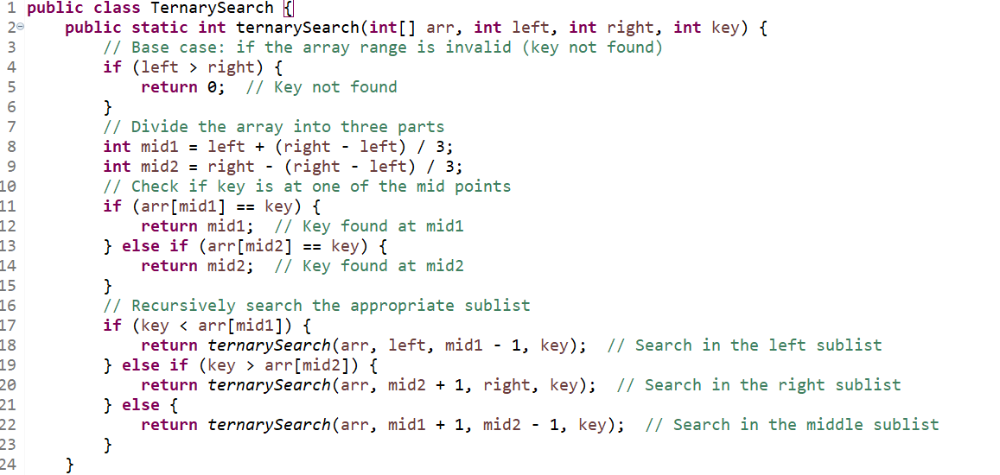 1 public class TernarySearch {
2 public static int ternarySearch(int[] arr, int left, int right, int key) {
3 // Base case: if the array range is invalid (key not found)
4 if (left > right) {
5 return 0;  // Key not found
6 }
7 // Divide the array into three parts
8 int mid1 = left + (right - left) / 3;
9 int mid2 = right - (right - left) / 3;
10 // Check if key is at one of the mid points
11 if (arr[mid1] == key) {
12 return mid1;  // Key found at mid1
13 } else if (arr[mid2] == key) {
14 return mid2;  // Key found at mid2
15 }
16 // Recursively search the appropriate sublist
17 if (key < arr[mid1]) {
18 return ternarySearch(arr, left, mid1 - 1, key);  // Search in the left sublist
19 } else if (key > arr[mid2]) {
20 return ternarySearch(arr, mid2 + 1, right, key);  // Search in the right sublist
21 } else {
22 return ternarySearch(arr, mid1 + 1, mid2 - 1, key);  // Search in the middle sublist
23 }
24 }